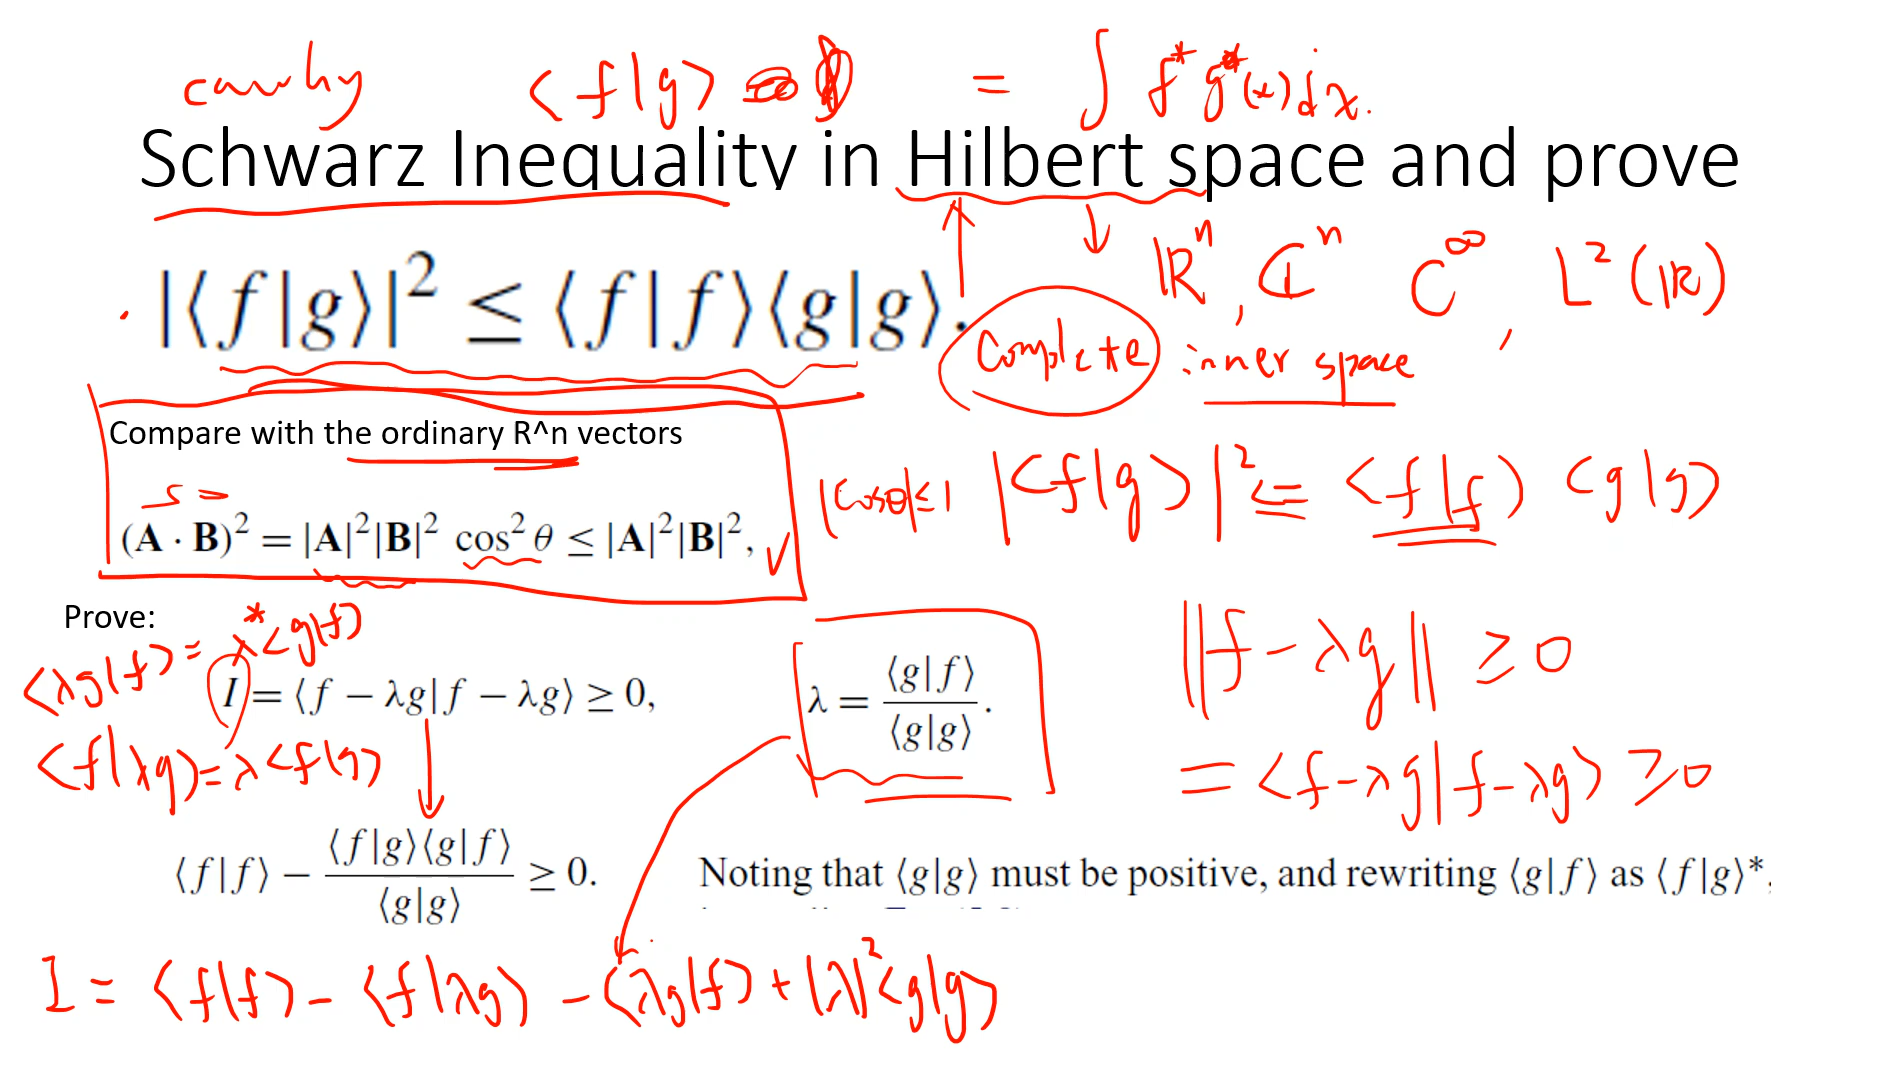 cauchy ⟨f|g⟩ = ∫ f* g*(x)dx.
Schwarz Inequality in Hilbert space and prove
|⟨f|g⟩|² ≤ ⟨f|f⟩⟨g|g⟩.
ℝⁿ, ℂⁿ C^∞, L²(ℝ)
Complete inner space
Compare with the ordinary R^n vectors
S =
(A · B)² = |A|²|B|² cos² θ ≤ |A|²|B|²,
|cosθ|≤1 |⟨f|g⟩|² ≤ ⟨f|f⟩ ⟨g|g⟩
Prove:
⟨λg|f⟩ = λ*⟨g|f⟩
I = ⟨f − λg|f − λg⟩ ≥ 0,
λ = ⟨g|f⟩ / ⟨g|g⟩.
‖f − λg‖ ≥ 0
⟨f|λg⟩ = λ⟨f|g⟩
= ⟨f−λg|f−λg⟩ ≥ 0
⟨f|f⟩ − ⟨f|g⟩⟨g|f⟩ / ⟨g|g⟩ ≥ 0.
Noting that ⟨g|g⟩ must be positive, and rewriting ⟨g|f⟩ as ⟨f|g⟩*,
I = ⟨f|f⟩ − ⟨f|λg⟩ − ⟨λg|f⟩ + |λ|²⟨g|g⟩